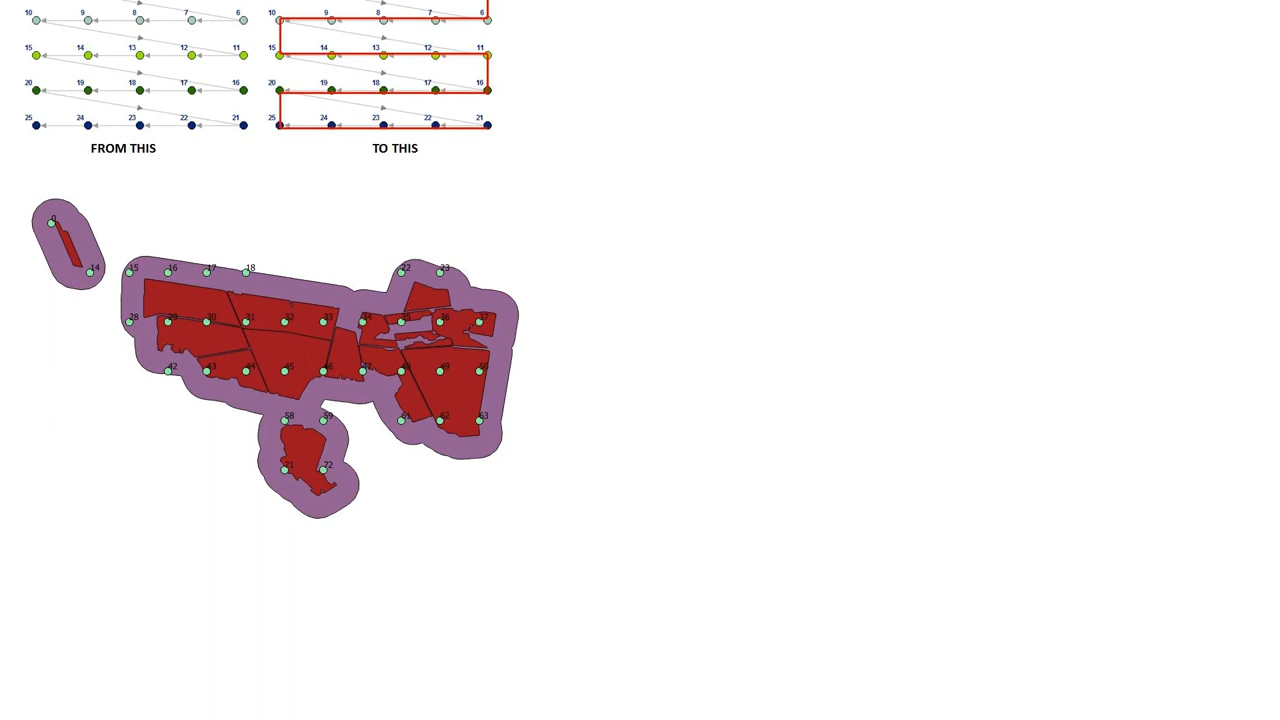 10 9 8 7 6 10 9 8 7 6
15 14 13 12 11 15 14 13 12 11
20 19 18 17 16 20 19 18 17 16
25 24 23 22 21 25 24 23 22 21
FROM THIS TO THIS
0
14 15 16 17 18 22 23
28 29 30 31 32 33 34 35 36 37
42 43 44 45 46 47 48 49 50
58 59 61 62 63
71 72